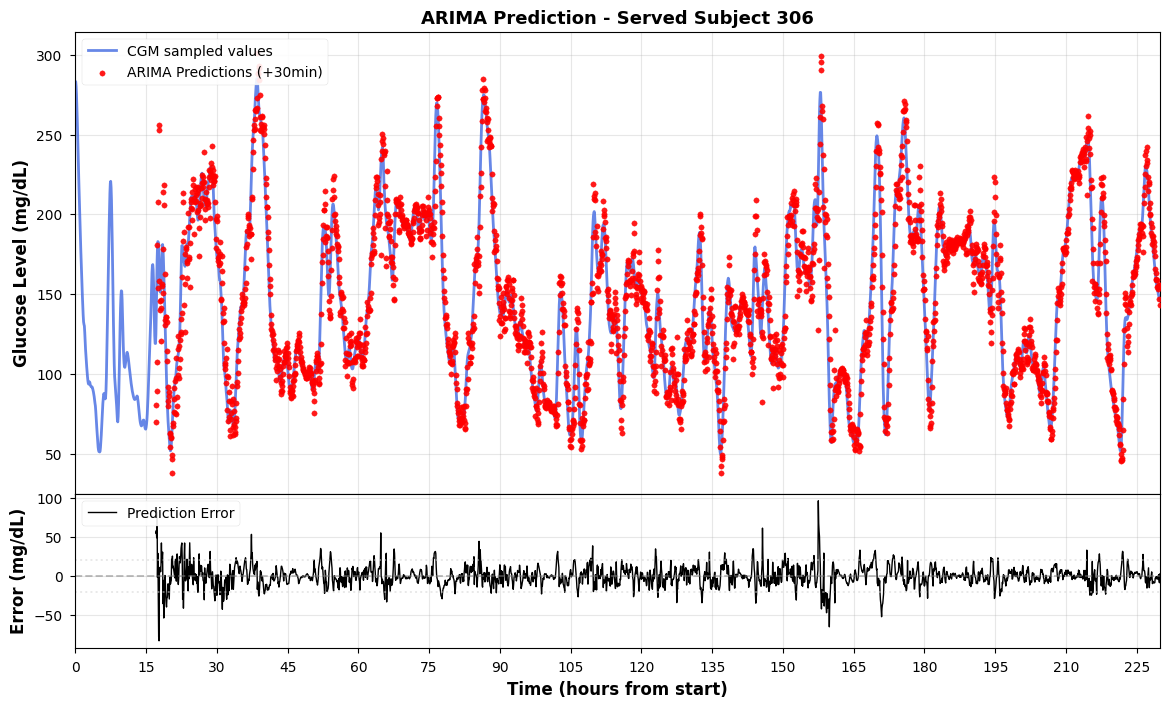 ARIMA Prediction - Served Subject 306
CGM sampled values
ARIMA Predictions (+30min)
Glucose Level (mg/dL)
300
250
200
150
100
50
Prediction Error
Error (mg/dL)
100
50
0
−50
0 15 30 45 60 75 90 105 120 135 150 165 180 195 210 225
Time (hours from start)